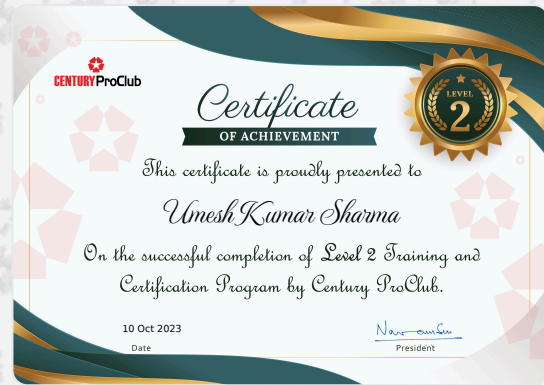 CENTURY ProClub
LEVEL
2
Certificate
OF ACHIEVEMENT
This certificate is proudly presented to
Umesh Kumar Sharma
On the successful completion of Level 2 Training and
Certification Program by Century ProClub.
10 Oct 2023
Date
President